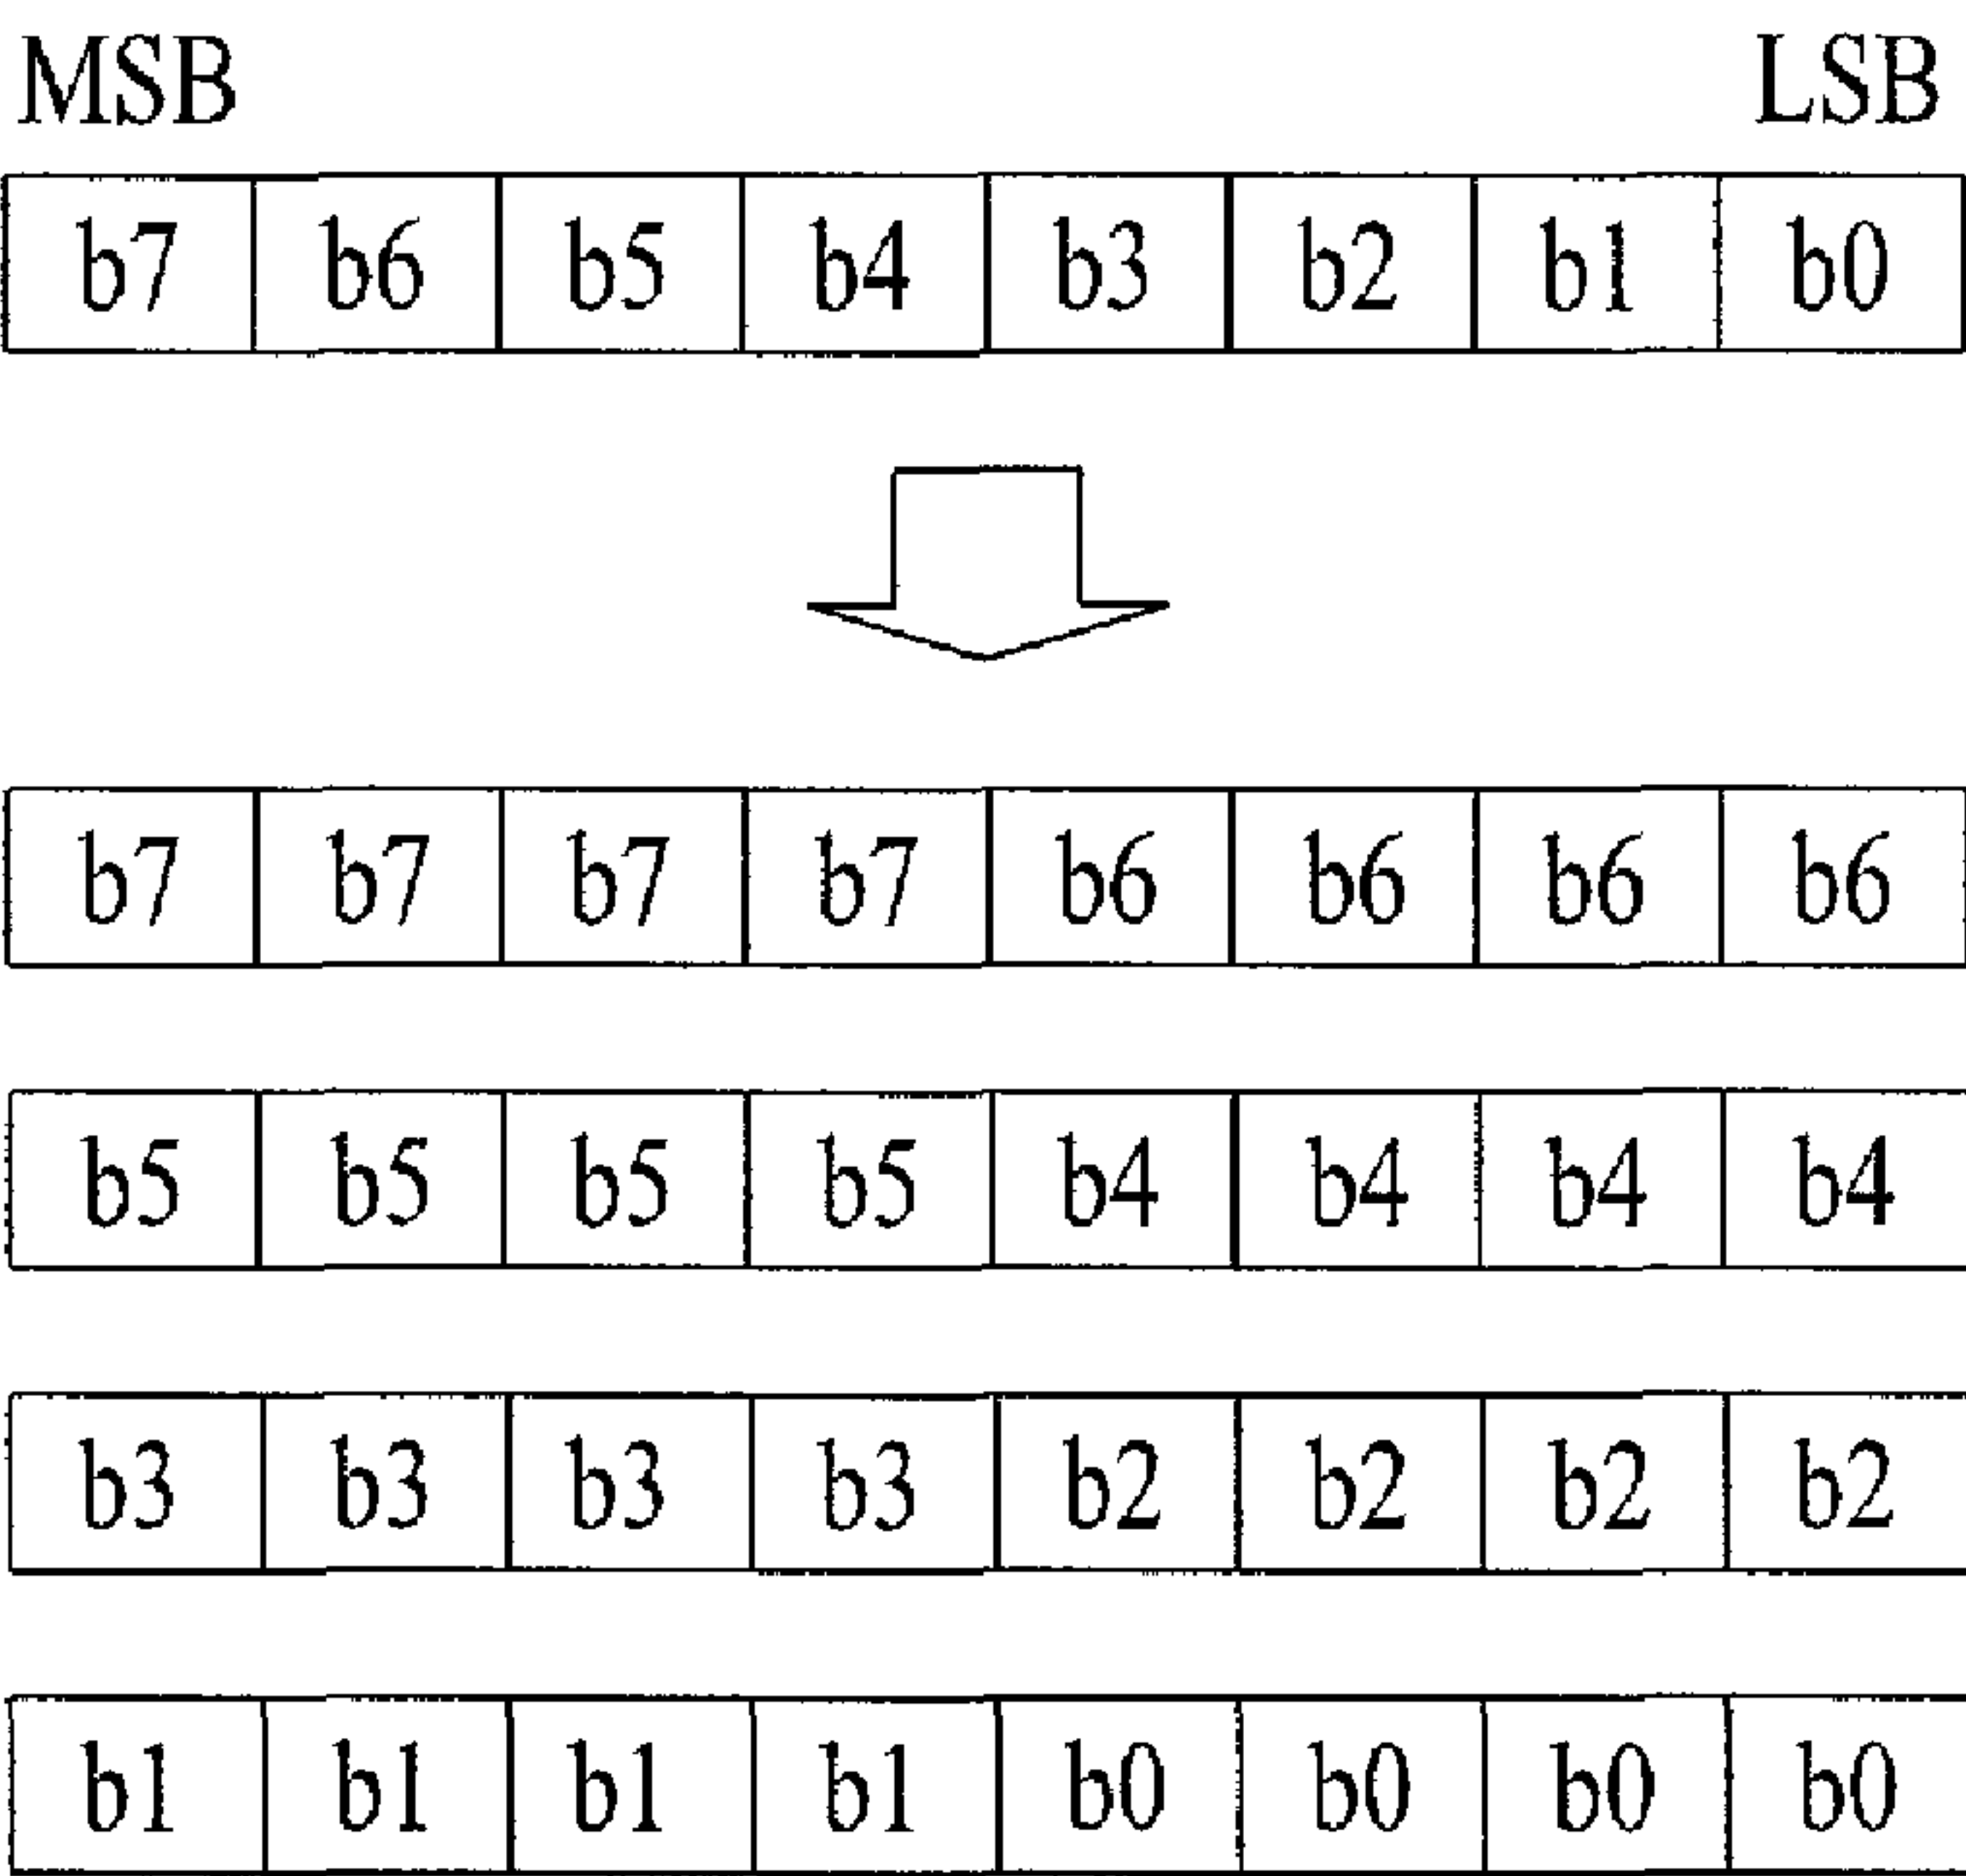 MSB LSB
b7 b6 b5 b4 b3 b2 b1 b0
b7 b7 b7 b7 b6 b6 b6 b6
b5 b5 b5 b5 b4 b4 b4 b4
b3 b3 b3 b3 b2 b2 b2 b2
b1 b1 b1 b1 b0 b0 b0 b0